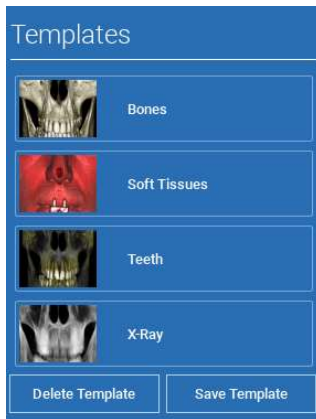 Templates
Bones
Soft Tissues
Teeth
X-Ray
Delete Template
Save Template